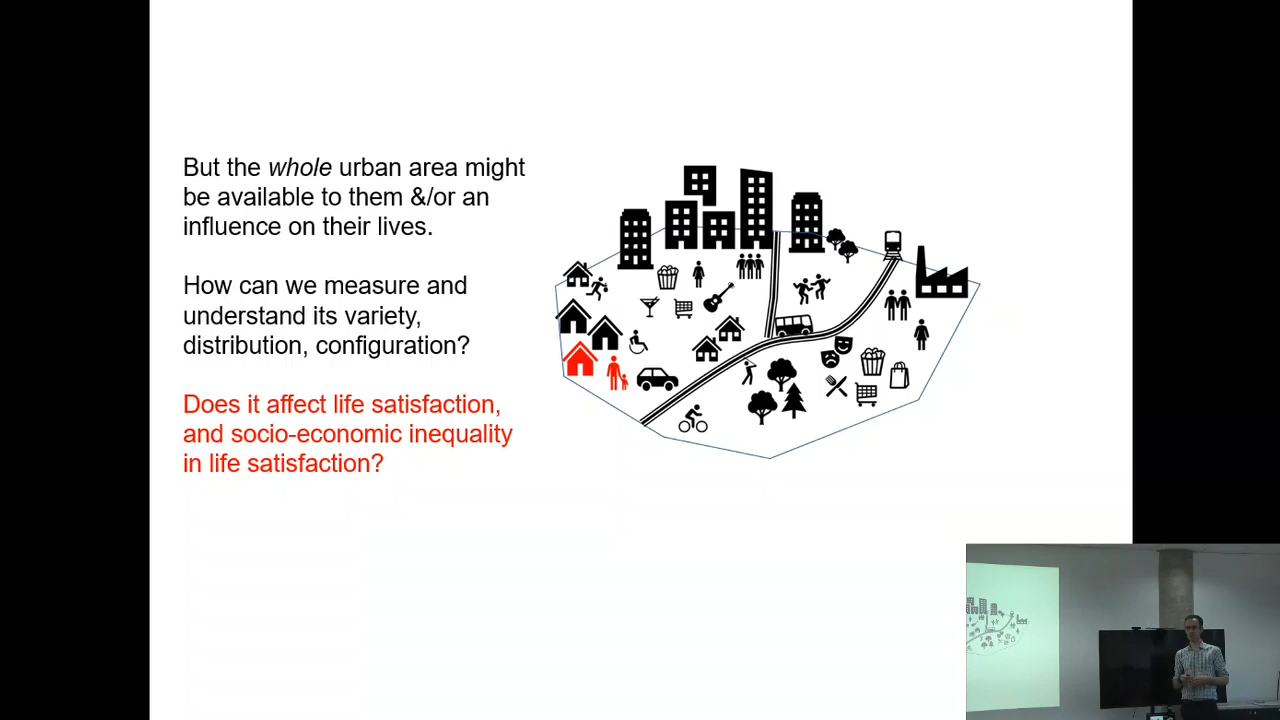 But the whole urban area might
be available to them &/or an
influence on their lives.
How can we measure and
understand its variety,
distribution, configuration?
Does it affect life satisfaction,
and socio-economic inequality
in life satisfaction?